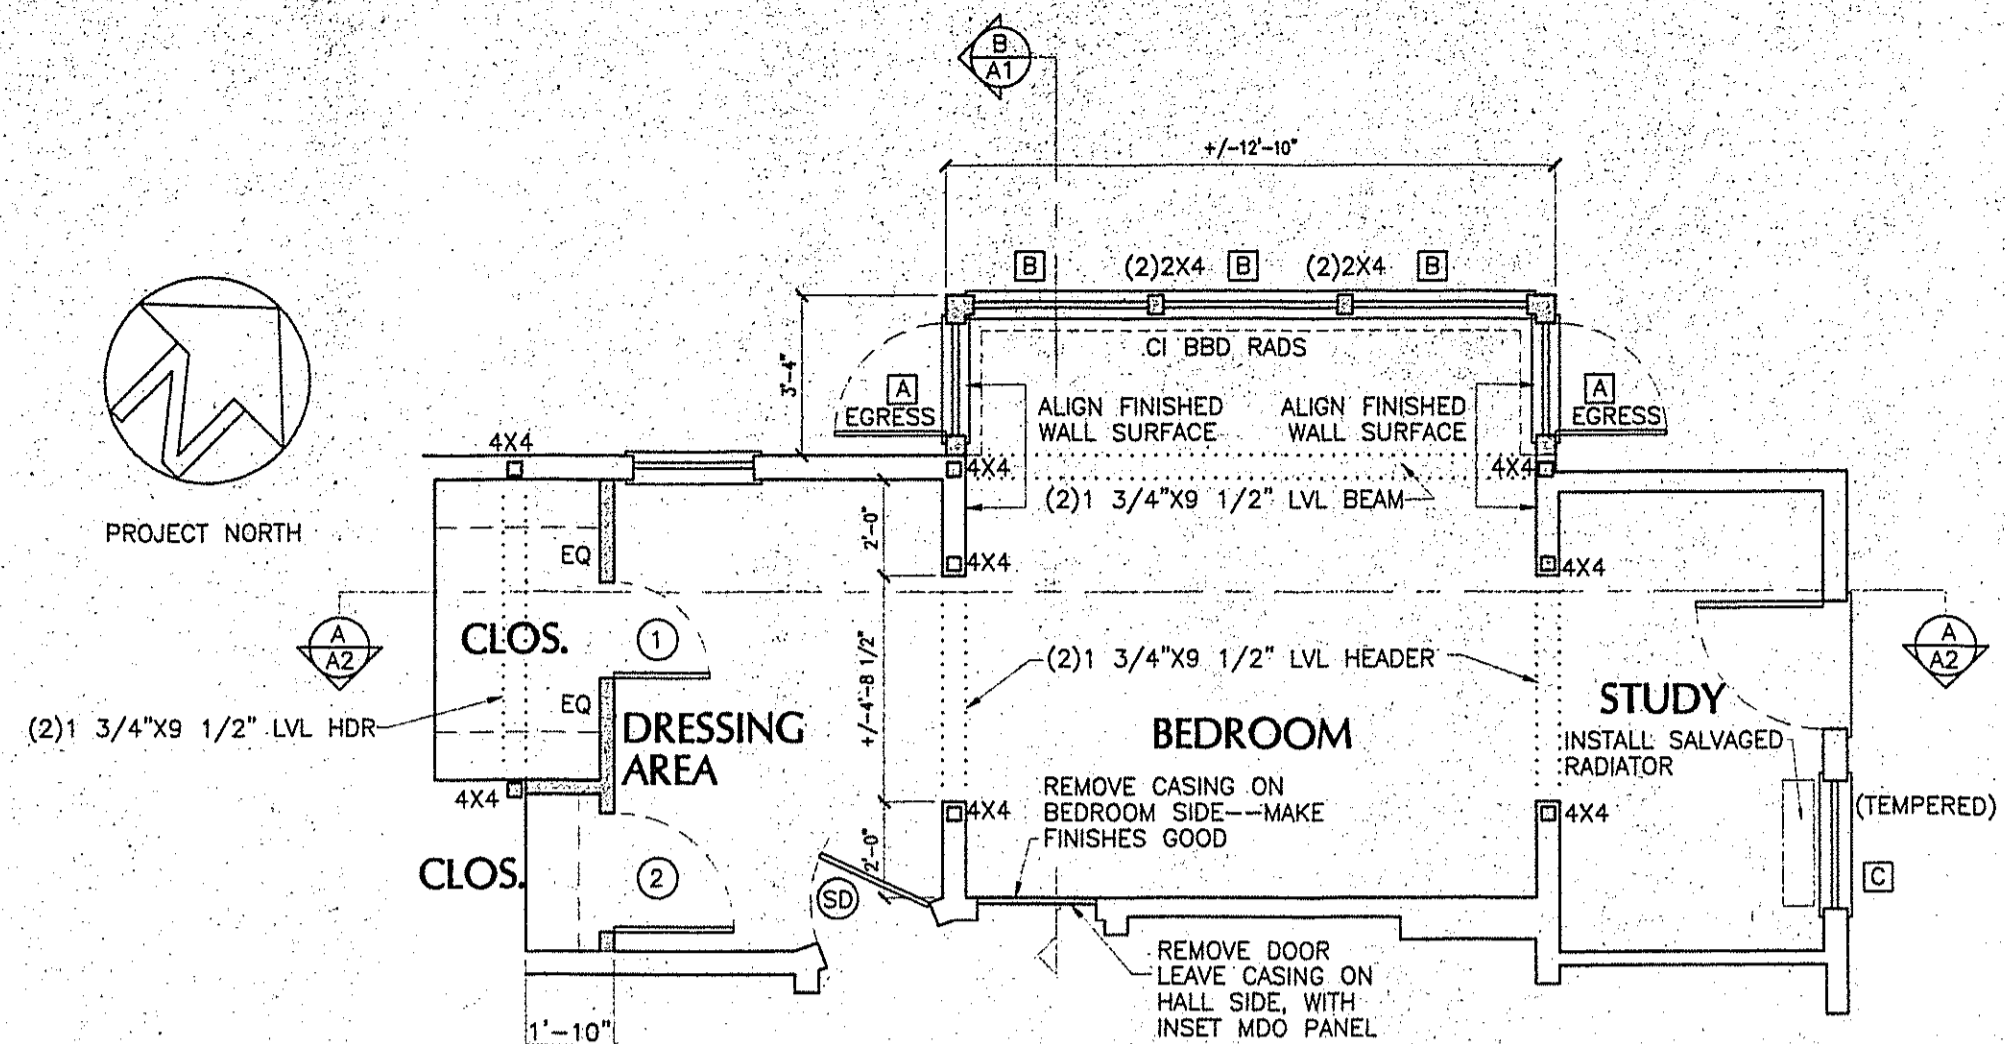 B
A1
+/-12'-10"
B (2)2X4 B (2)2X4 B
CI BBD RADS
3'-4"
A
EGRESS
A
EGRESS
ALIGN FINISHED
WALL SURFACE
ALIGN FINISHED
WALL SURFACE
4X4
4X4
4X4
(2)1 3/4"X9 1/2" LVL BEAM
PROJECT NORTH
EQ
2'-0"
4X4
4X4
A
A2
CLOS.
1
+/-4'-8 1/2"
(2)1 3/4"X9 1/2" LVL HEADER
A
A2
EQ
(2)1 3/4"X9 1/2" LVL HDR
DRESSING
AREA
BEDROOM
STUDY
INSTALL SALVAGED
RADIATOR
4X4
REMOVE CASING ON
BEDROOM SIDE--MAKE
FINISHES GOOD
4X4
4X4
(TEMPERED)
2'-0"
CLOS.
2
SD
C
REMOVE DOOR
LEAVE CASING ON
HALL SIDE, WITH
INSET MDO PANEL
1'-10"